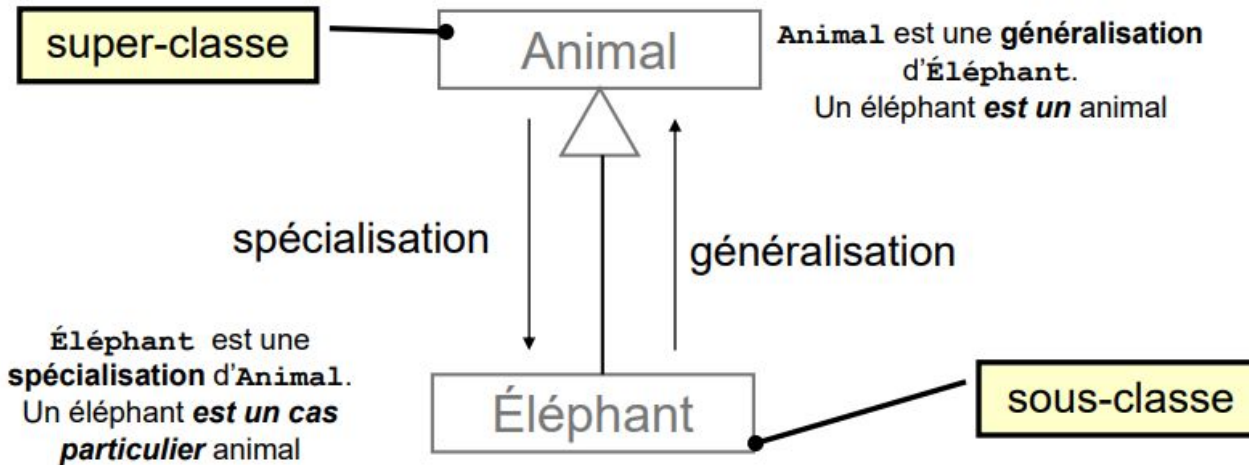 super-classe
Animal
Animal est une généralisation
d'Éléphant.
Un éléphant est un animal
spécialisation
généralisation
Éléphant est une
spécialisation d'Animal.
Un éléphant est un cas
particulier animal
Éléphant
sous-classe